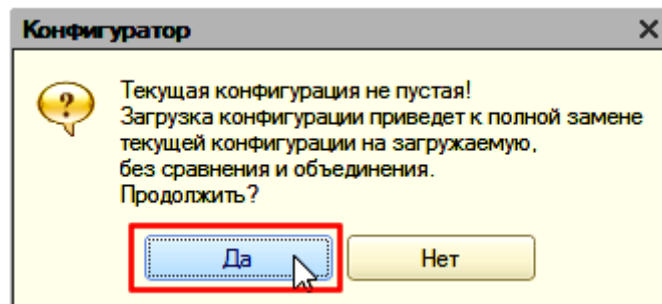 Конфигуратор
Текущая конфигурация не пустая!
Загрузка конфигурации приведет к полной замене
текущей конфигурации на загружаемую,
без сравнения и объединения.
Продолжить?
Да
Нет